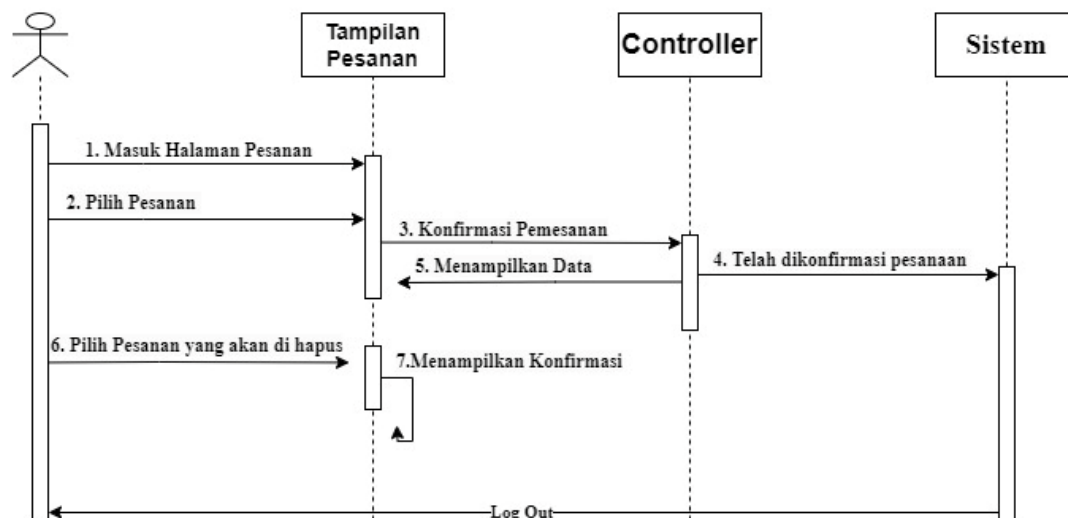 Tampilan
Pesanan
Controller
Sistem
1. Masuk Halaman Pesanan
2. Pilih Pesanan
3. Konfirmasi Pemesanan
4. Telah dikonfirmasi pesanaan
5. Menampilkan Data
6. Pilih Pesanan yang akan di hapus
7.Menampilkan Konfirmasi
Log Out